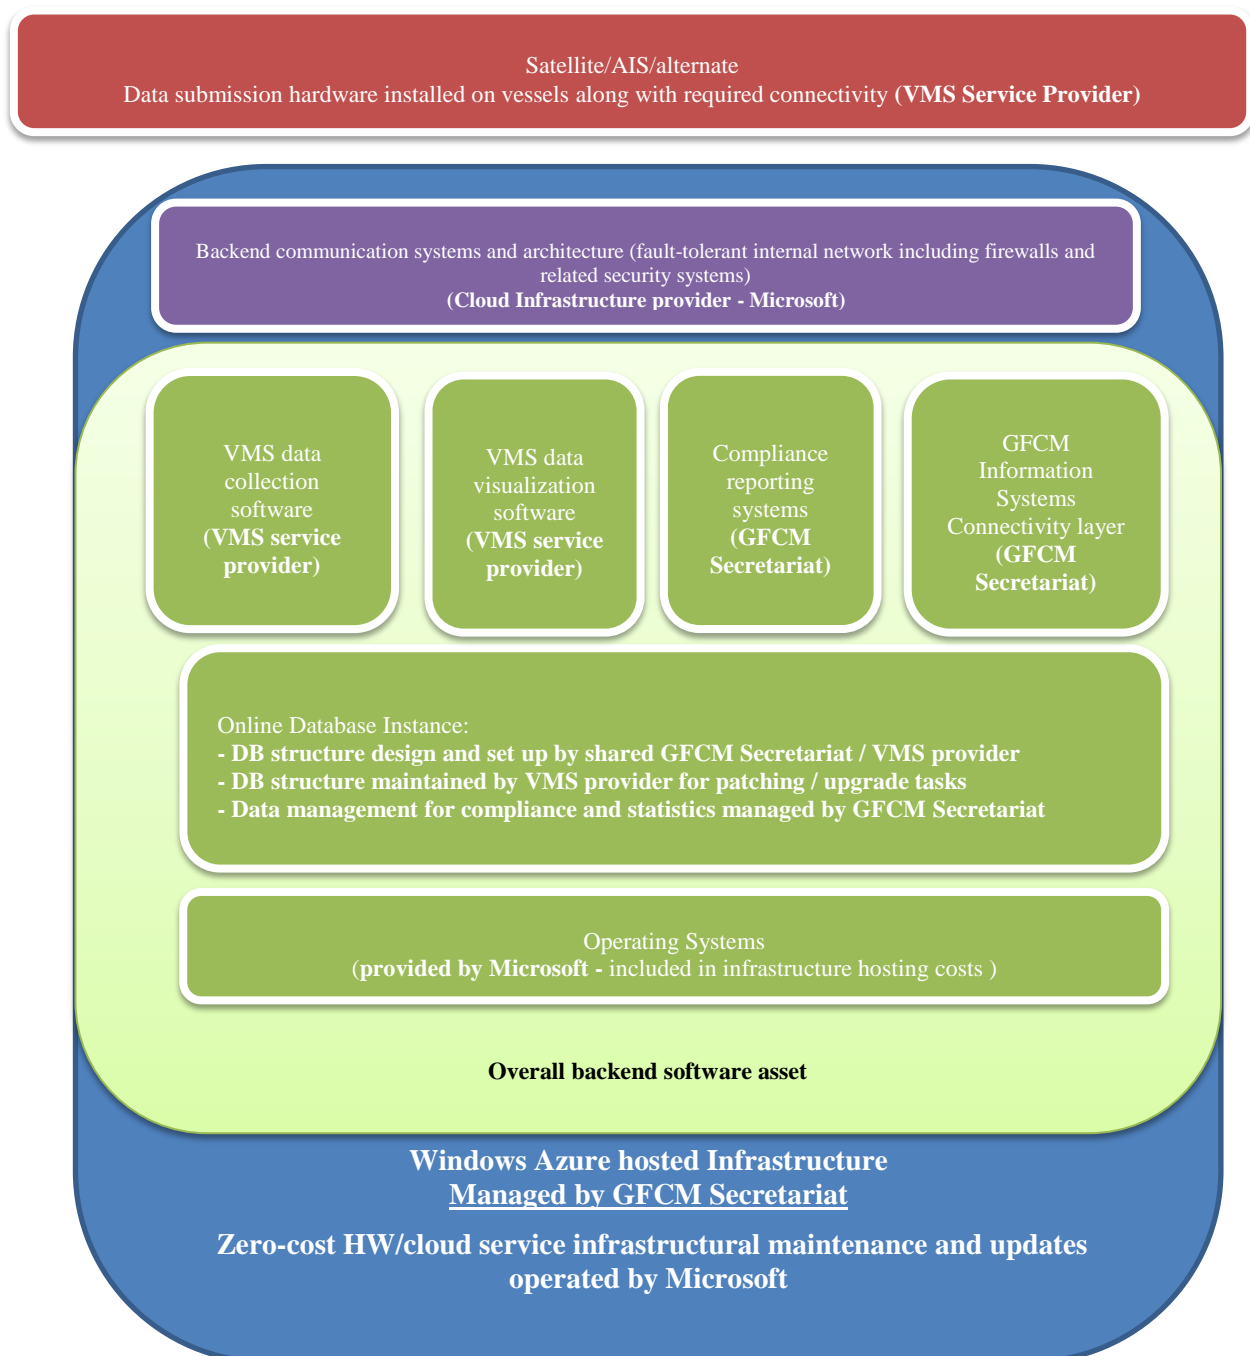 Satellite/AIS/alternate
Data submission hardware installed on vessels along with required connectivity (VMS Service Provider)
Backend communication systems and architecture (fault-tolerant internal network including firewalls and
related security systems)
(Cloud Infrastructure provider - Microsoft)
VMS data
collection
software
(VMS service
provider)
VMS data
visualization
software
(VMS service
provider)
Compliance
reporting
systems
(GFCM
Secretariat)
GFCM
Information
Systems
Connectivity layer
(GFCM
Secretariat)
Online Database Instance:
- DB structure design and set up by shared GFCM Secretariat / VMS provider
- DB structure maintained by VMS provider for patching / upgrade tasks
- Data management for compliance and statistics managed by GFCM Secretariat
Operating Systems
(provided by Microsoft - included in infrastructure hosting costs )
Overall backend software asset
Windows Azure hosted Infrastructure
Managed by GFCM Secretariat
Zero-cost HW/cloud service infrastructural maintenance and updates
operated by Microsoft